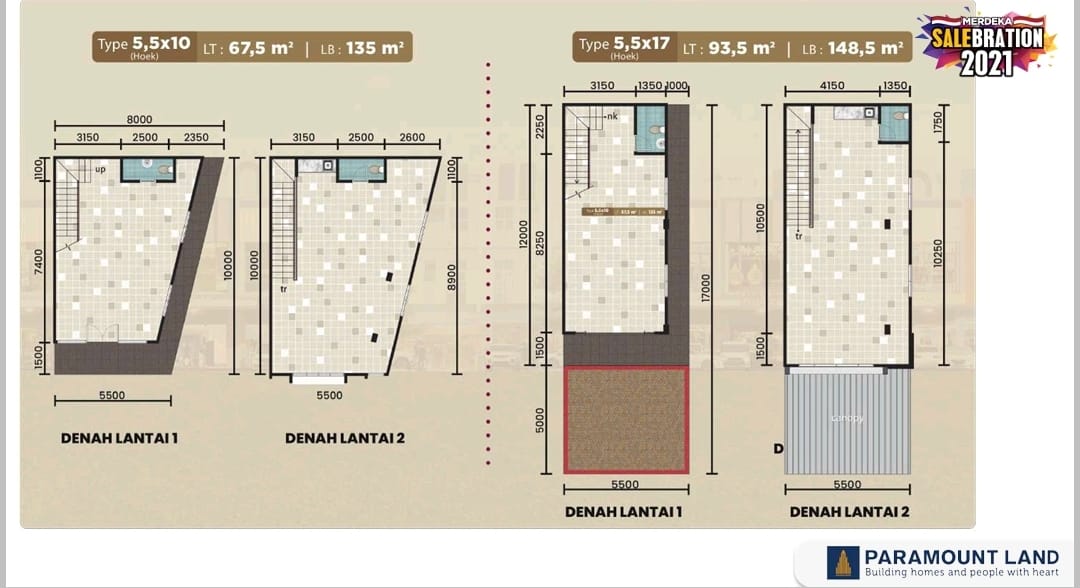 MERDEKA
SALEBRATION
2021
Type 5,5x10 LT : 67,5 m² | LB : 135 m²
(Hoek)
Type 5,5x17 LT : 93,5 m² | LB : 148,5 m²
(Hoek)
8000
3150 2500 2350
1100
7400
1500
10000
up
5500
DENAH LANTAI 1
3150 2500 2600
10000
1100
8900
tr
5500
DENAH LANTAI 2
3150 1350 1000
2250
12000
8250
1500
5000
17000
nk
5500
DENAH LANTAI 1
4150 1350
10500
1500
1750
10250
tr
canopy
D
5500
DENAH LANTAI 2
PARAMOUNT LAND
Building homes and people with heart